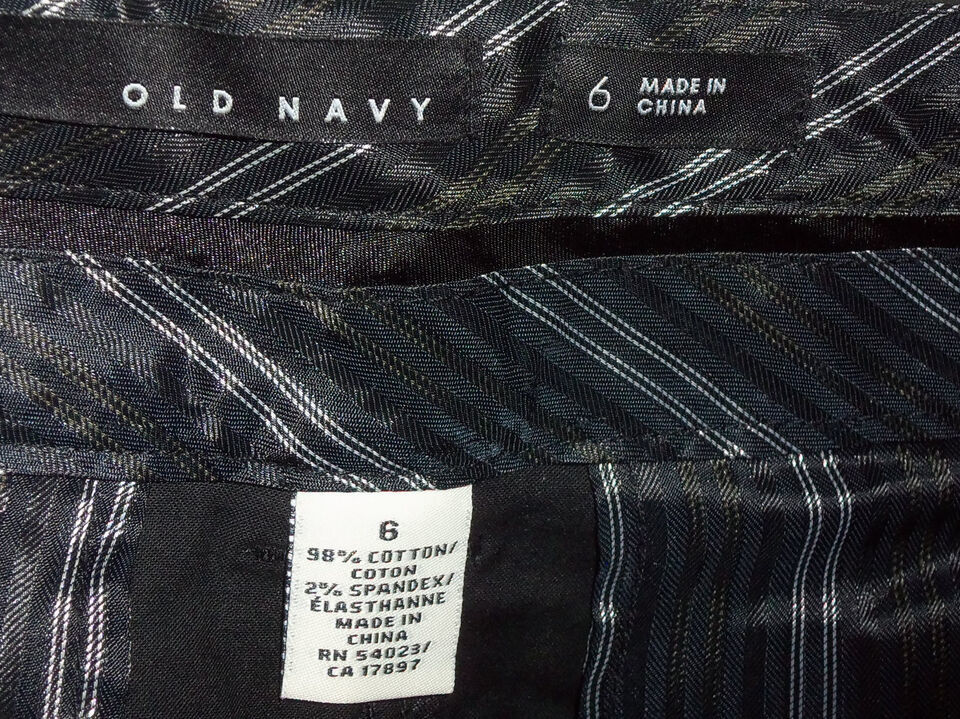 OLD NAVY
6 MADE IN
CHINA
6
98% COTTON/
COTON
2% SPANDEX/
ÉLASTHANNE
MADE IN
CHINA
RN 54023/
CA 17897